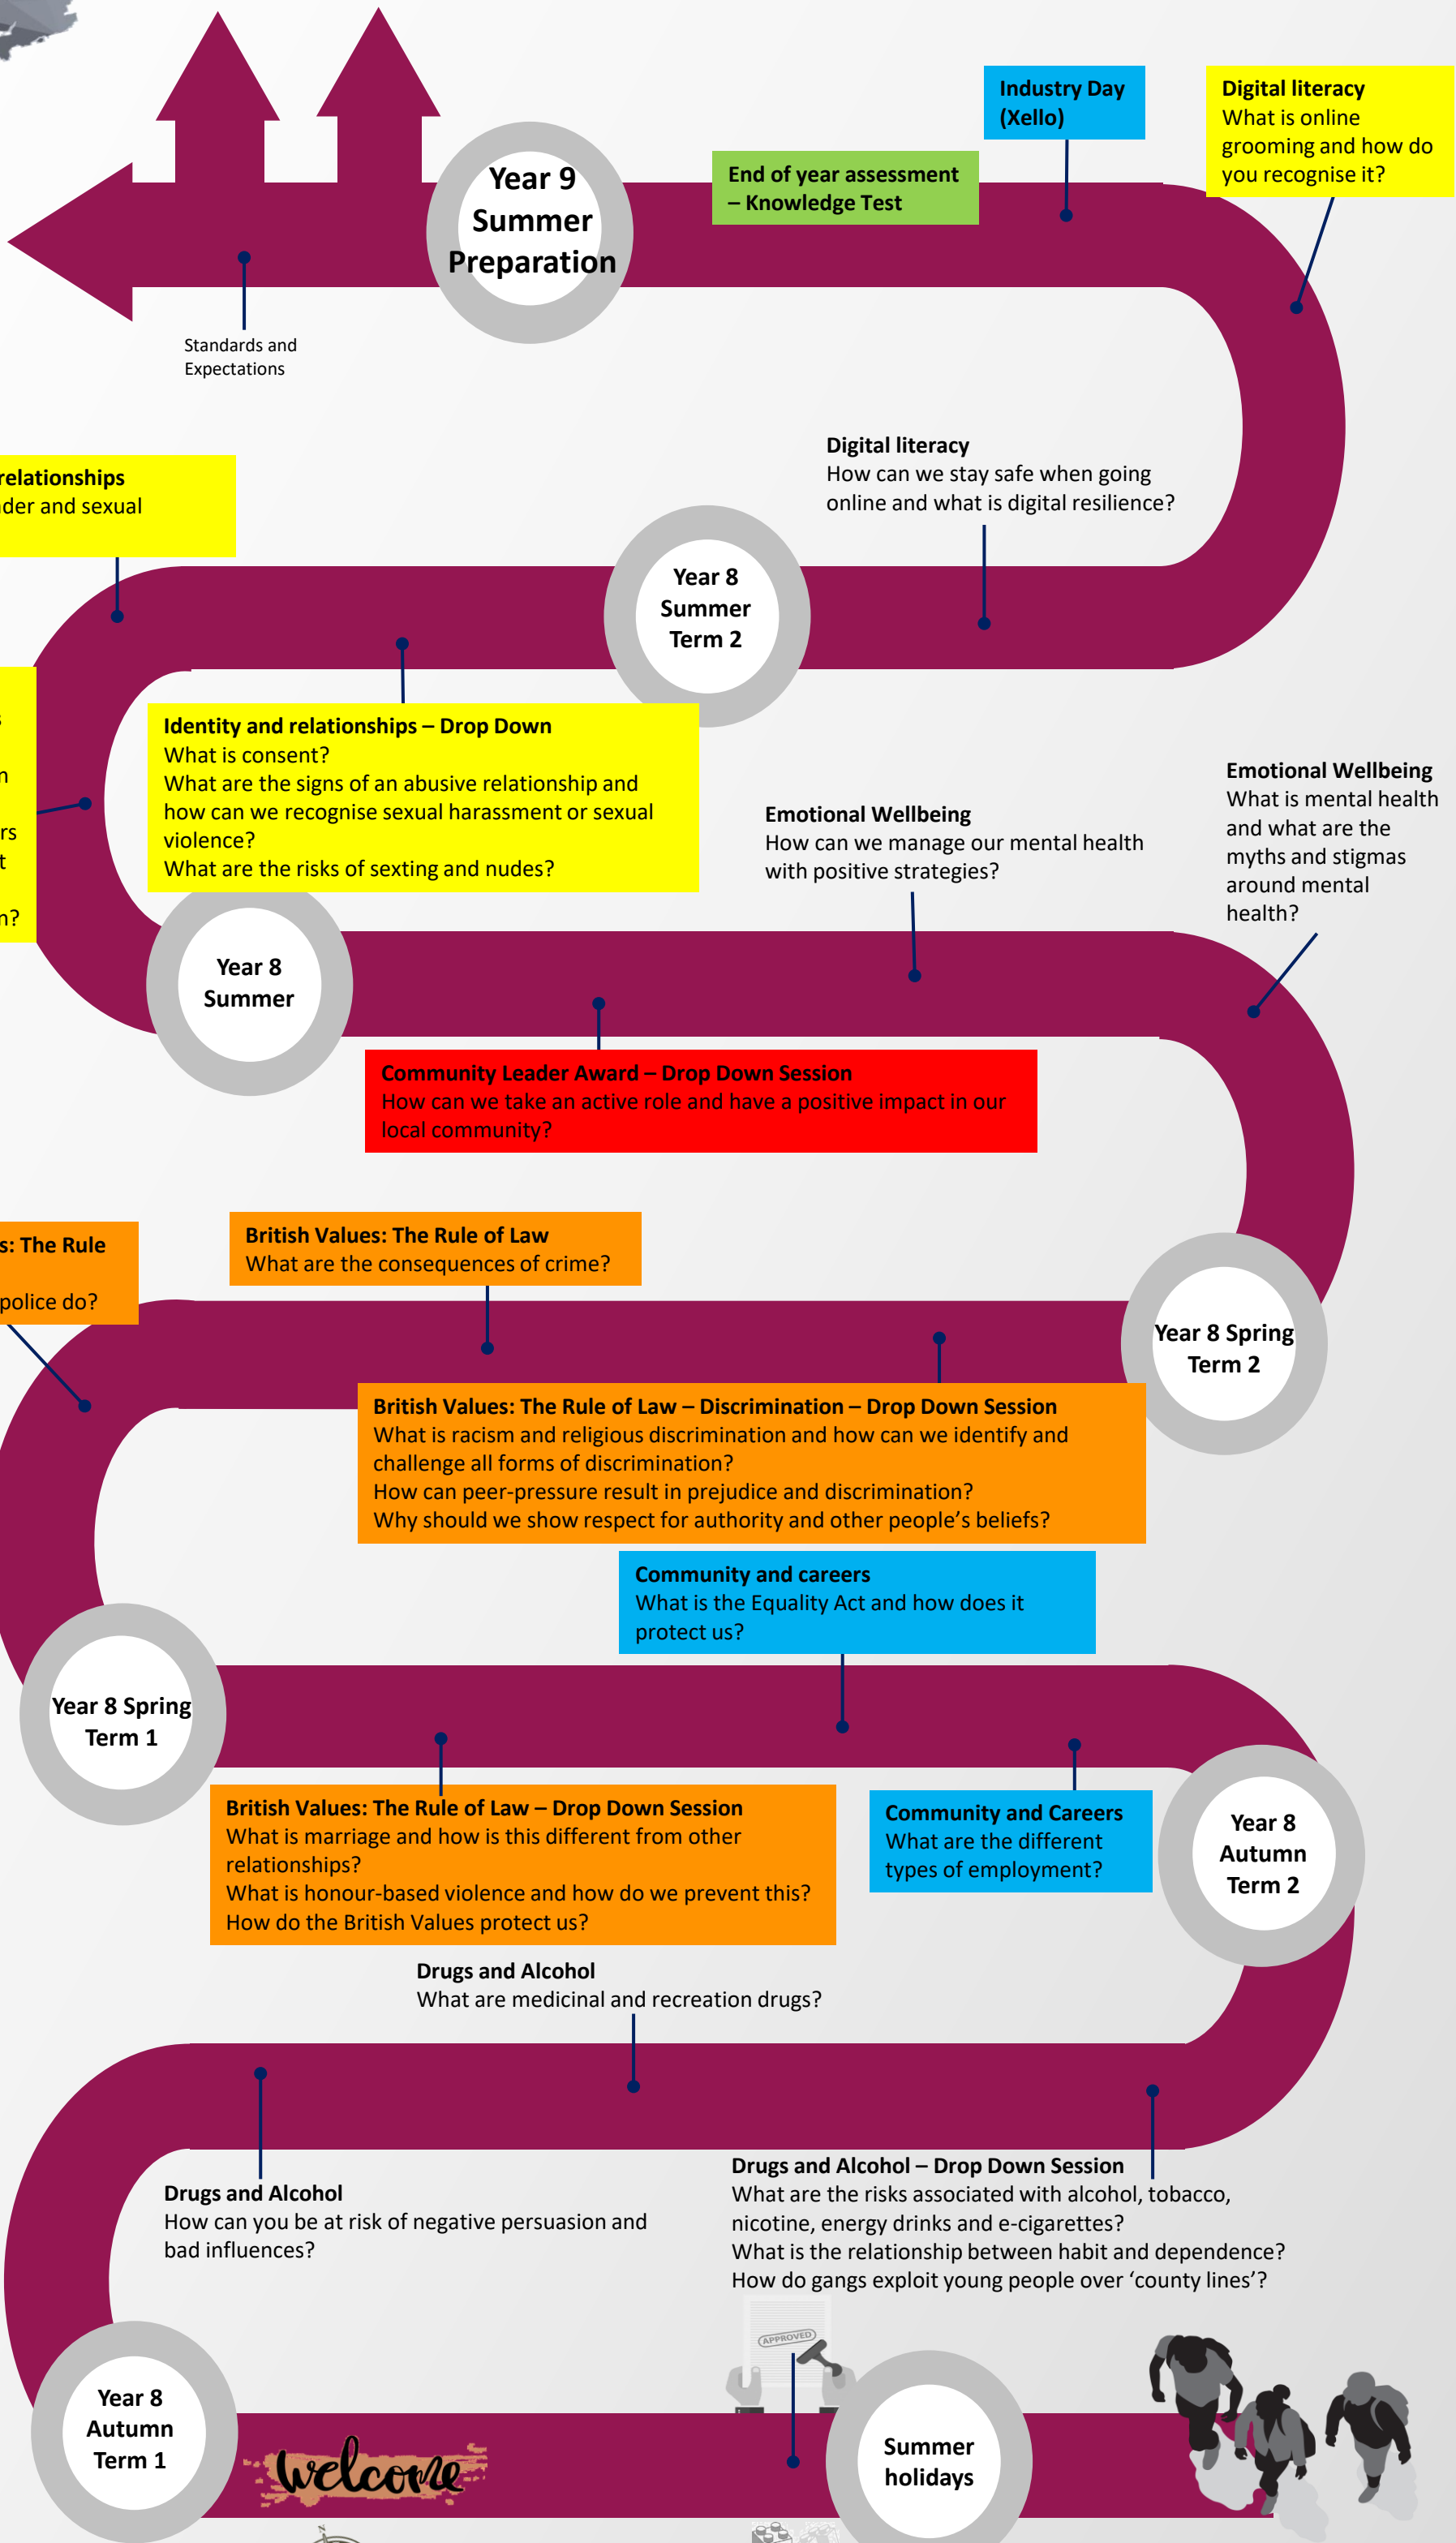 Industry Day
(Xello)
Digital literacy
What is online
grooming and how do
you recognise it?
End of year assessment
– Knowledge Test
Year 9
Summer
Preparation
Standards and
Expectations
Digital literacy
How can we stay safe when going
online and what is digital resilience?
relationships
der and sexual
Year 8
Summer
Term 2
Identity and relationships – Drop Down
What is consent?
What are the signs of an abusive relationship and
how can we recognise sexual harassment or sexual
violence?
What are the risks of sexting and nudes?
Emotional Wellbeing
What is mental health
and what are the
myths and stigmas
around mental
health?
Emotional Wellbeing
How can we manage our mental health
with positive strategies?
Year 8
Summer
Community Leader Award – Drop Down Session
How can we take an active role and have a positive impact in our
local community?
British Values: The Rule of Law
What are the consequences of crime?
: The Rule
police do?
Year 8 Spring
Term 2
British Values: The Rule of Law – Discrimination – Drop Down Session
What is racism and religious discrimination and how can we identify and
challenge all forms of discrimination?
How can peer-pressure result in prejudice and discrimination?
Why should we show respect for authority and other people’s beliefs?
Community and careers
What is the Equality Act and how does it
protect us?
Year 8 Spring
Term 1
British Values: The Rule of Law – Drop Down Session
What is marriage and how is this different from other
relationships?
What is honour-based violence and how do we prevent this?
How do the British Values protect us?
Community and Careers
What are the different
types of employment?
Year 8
Autumn
Term 2
Drugs and Alcohol
What are medicinal and recreation drugs?
Drugs and Alcohol
How can you be at risk of negative persuasion and
bad influences?
Drugs and Alcohol – Drop Down Session
What are the risks associated with alcohol, tobacco,
nicotine, energy drinks and e-cigarettes?
What is the relationship between habit and dependence?
How do gangs exploit young people over ‘county lines’?
APPROVED
Year 8
Autumn
Term 1
welcome
Summer
holidays